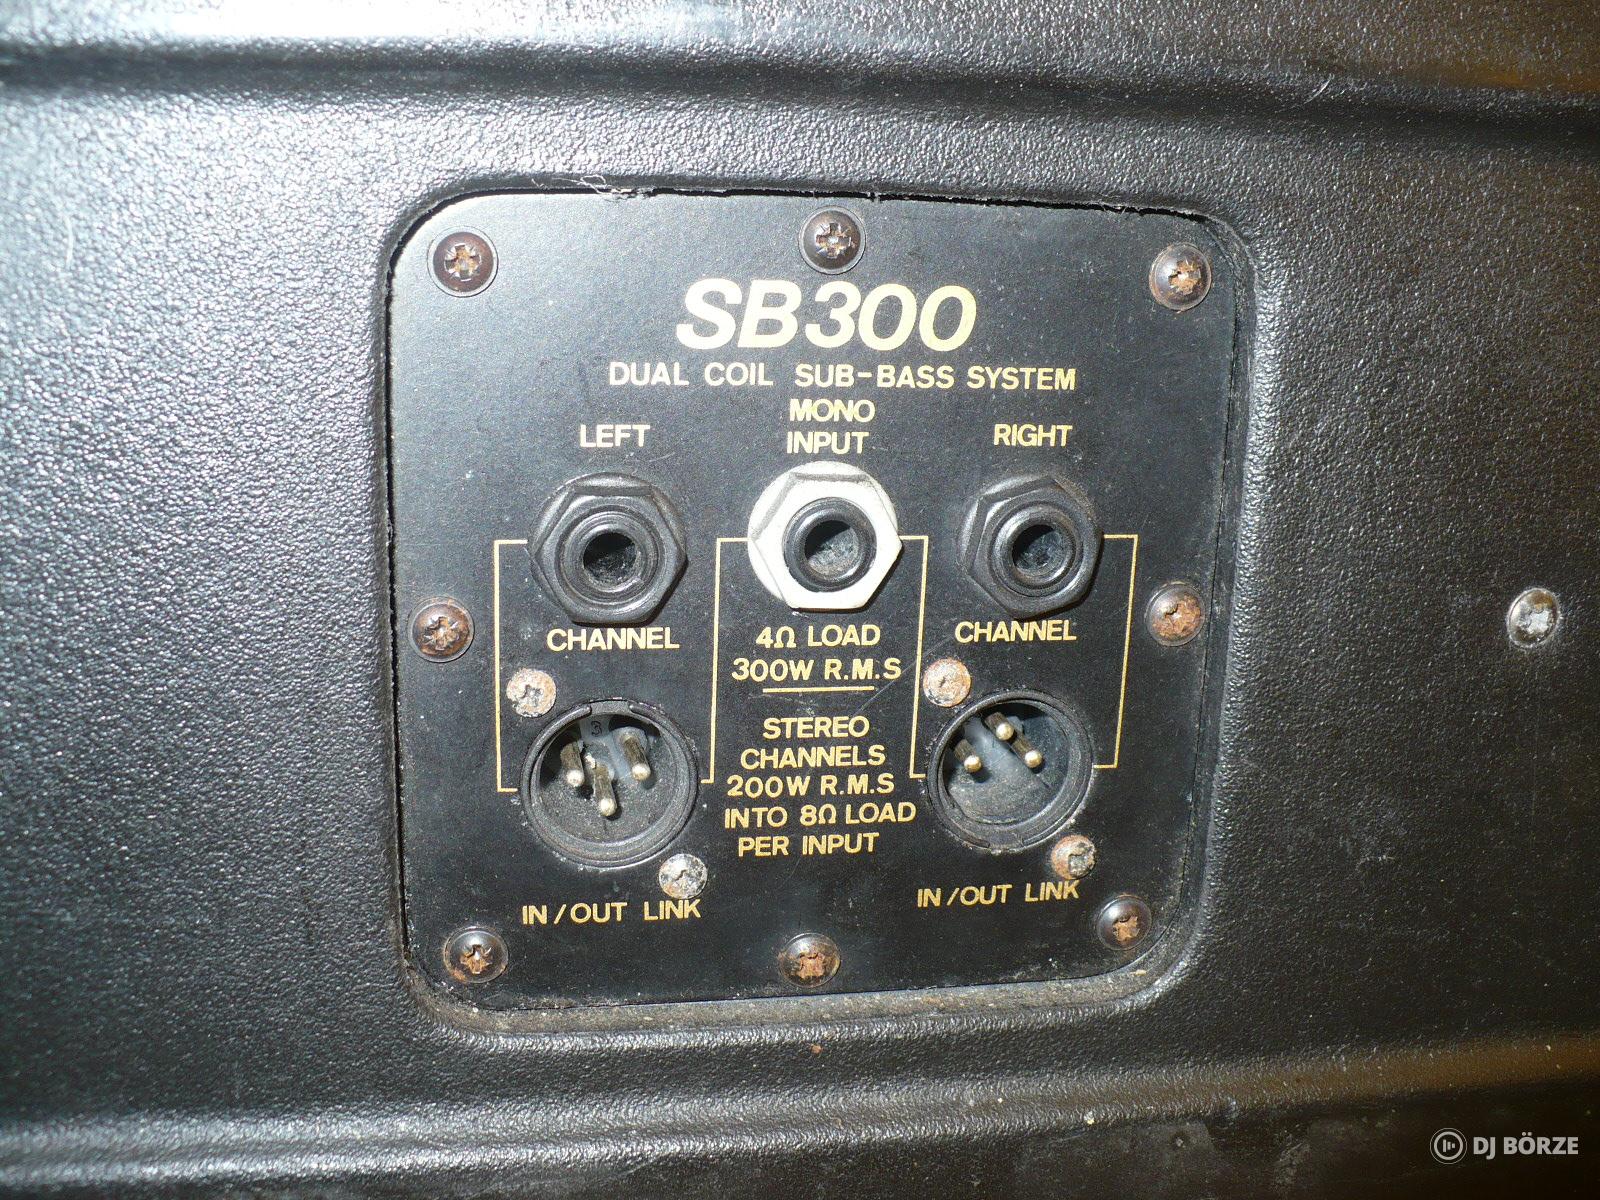 SB300
DUAL COIL SUB-BASS SYSTEM
LEFT
MONO
INPUT
RIGHT
CHANNEL
4Ω LOAD
300W R.M.S
CHANNEL
STEREO
CHANNELS
200W R.M.S
INTO 8Ω LOAD
PER INPUT
3
IN/OUT LINK
IN/OUT LINK
DJ BÖRZE